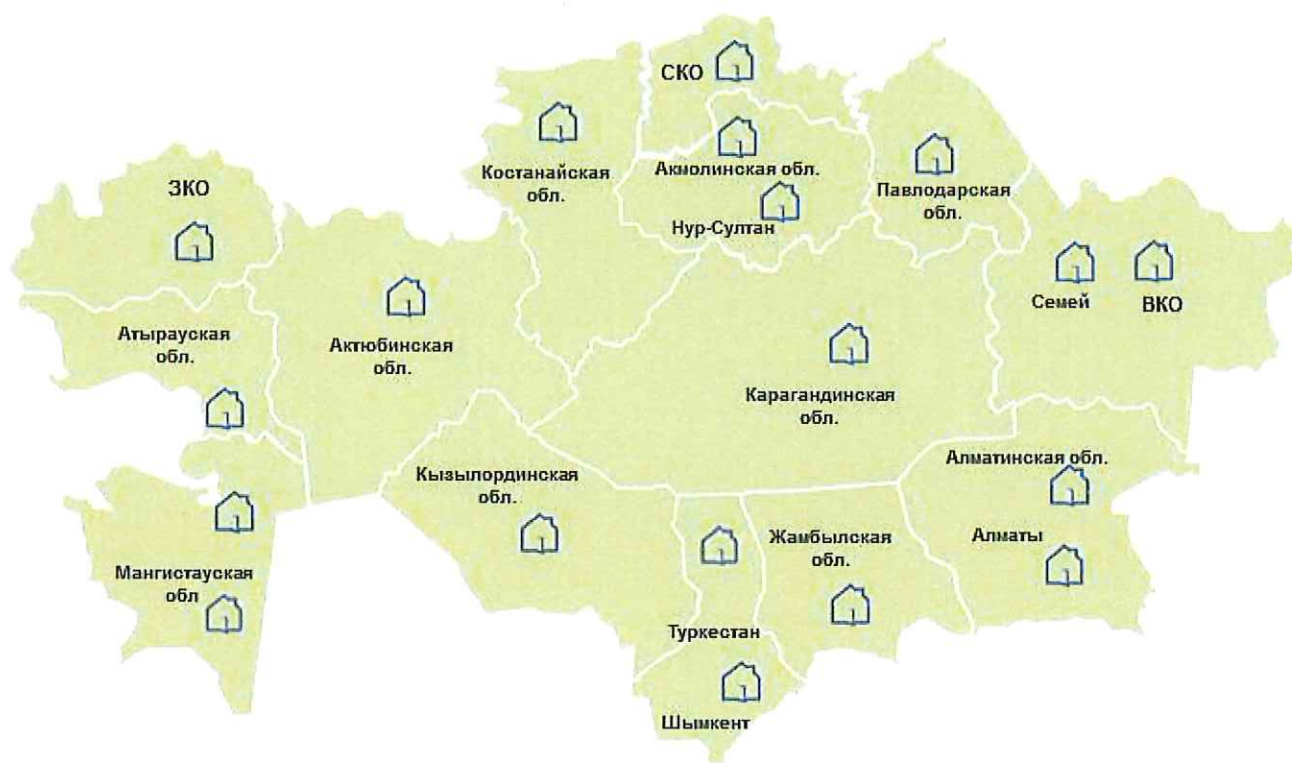 СКО
Костанайская
обл.
Акмолинская обл.
Павлодарская
обл.
ЗКО
Нур-Султан
Семей
ВКО
Атырауская
обл.
Актюбинская
обл.
Карагандинская
обл.
Кызылординская
обл.
Алматинская обл.
Жамбылская
обл.
Алматы
Мангистауская
обл
Туркестан
Шымкент